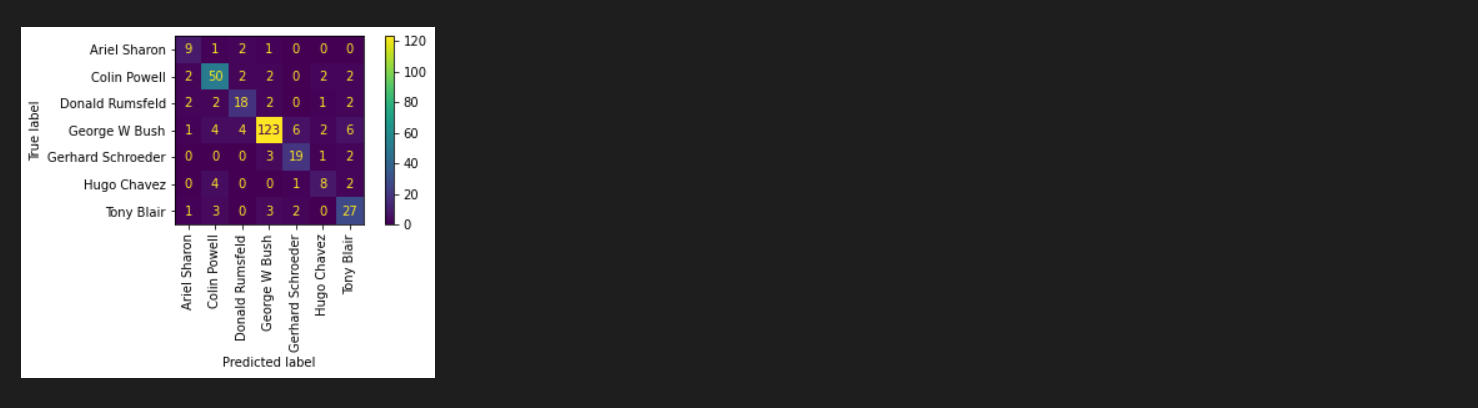 Ariel Sharon 9 1 2 1 0 0 0 120
Colin Powell 2 50 2 2 0 2 2 100
Donald Rumsfeld 2 2 18 2 0 1 2 80
George W Bush 1 4 4 123 6 2 6 60
Gerhard Schroeder 0 0 0 3 19 1 2 40
Hugo Chavez 0 4 0 0 1 8 2 20
Tony Blair 1 3 0 3 2 0 27 0
True label
Ariel Sharon
Colin Powell
Donald Rumsfeld
George W Bush
Gerhard Schroeder
Hugo Chavez
Tony Blair
Predicted label